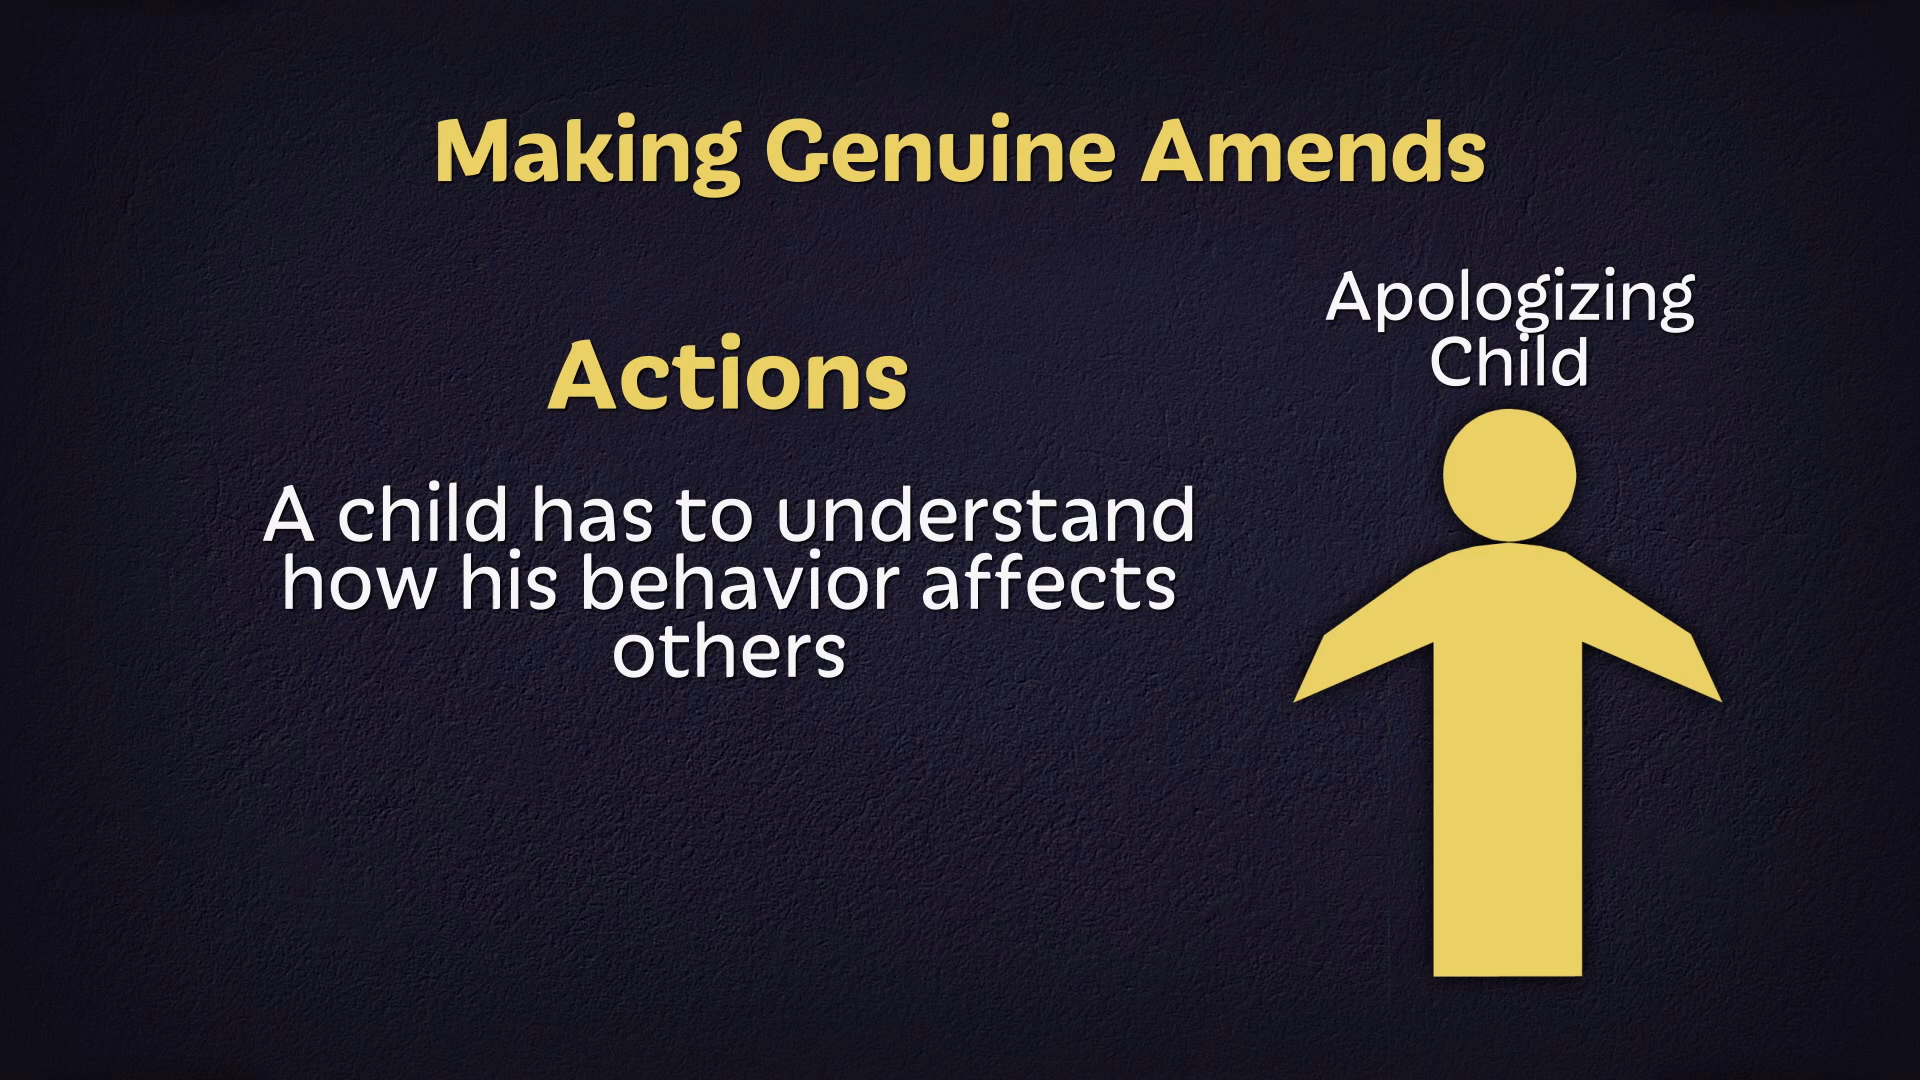 Making Genuine Amends
Actions
A child has to understand
how his behavior affects
others
Apologizing
Child